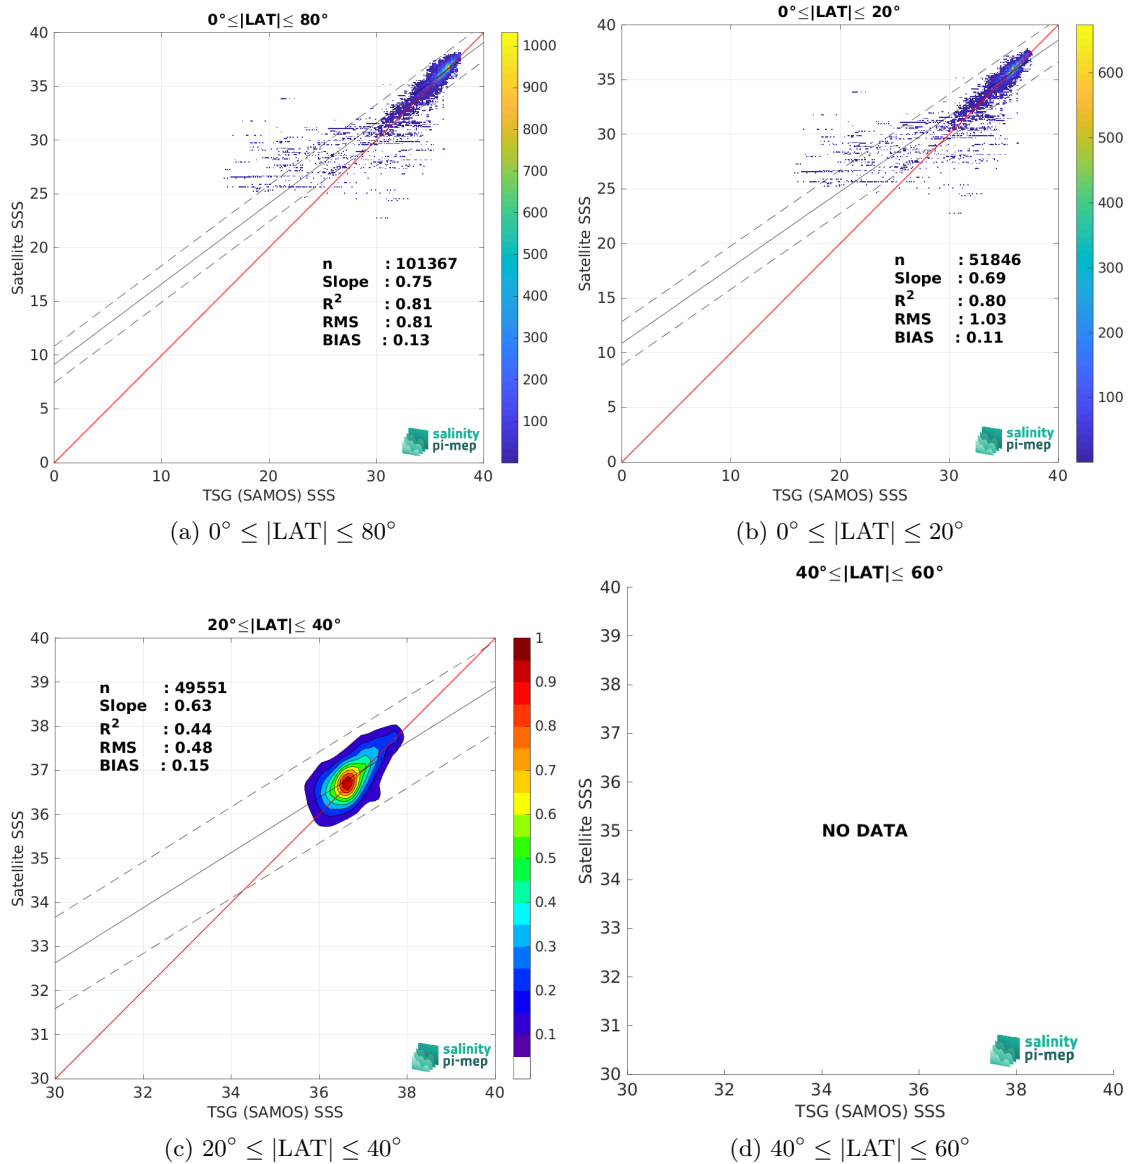 0°≤|LAT|≤ 80°
40
35
30
25
20
15
10
5
0
Satellite SSS
n : 101367
Slope : 0.75
R² : 0.81
RMS : 0.81
BIAS : 0.13
salinity
pi-mep
0 10 20 30 40
TSG (SAMOS) SSS
1000
900
800
700
600
500
400
300
200
100
(a) 0° ≤ |LAT| ≤ 80°
0°≤|LAT|≤ 20°
40
35
30
25
20
15
10
5
0
Satellite SSS
n : 51846
Slope : 0.69
R² : 0.80
RMS : 1.03
BIAS : 0.11
salinity
pi-mep
0 10 20 30 40
TSG (SAMOS) SSS
600
500
400
300
200
100
(b) 0° ≤ |LAT| ≤ 20°
20°≤|LAT|≤ 40°
40
39
38
37
36
35
34
33
32
31
30
Satellite SSS
n : 49551
Slope : 0.63
R² : 0.44
RMS : 0.48
BIAS : 0.15
salinity
pi-mep
30 32 34 36 38 40
TSG (SAMOS) SSS
1
0.9
0.8
0.7
0.6
0.5
0.4
0.3
0.2
0.1
(c) 20° ≤ |LAT| ≤ 40°
40°≤|LAT|≤ 60°
40
39
38
37
36
35
34
33
32
31
30
Satellite SSS
NO DATA
salinity
pi-mep
30 32 34 36 38 40
TSG (SAMOS) SSS
(d) 40° ≤ |LAT| ≤ 60°